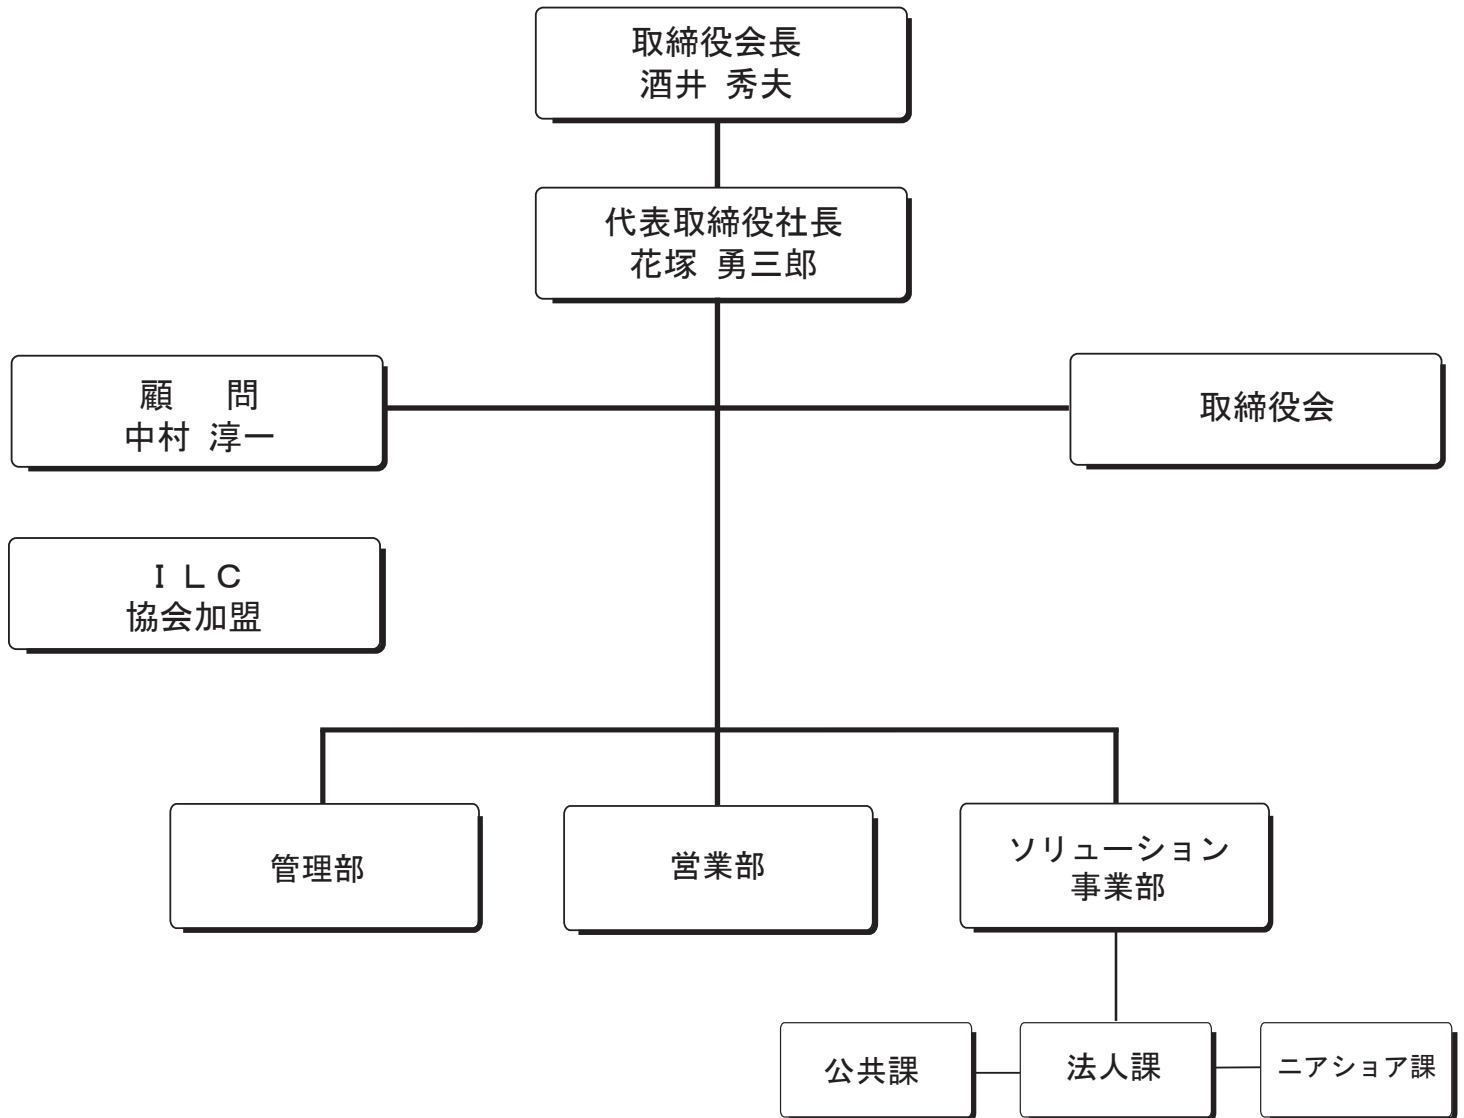 取締役会長
酒井 秀夫
代表取締役社長
花塚 勇三郎
顧 問
中村 淳一
取締役会
ILC
協会加盟
管理部
営業部
ソリューション
事業部
公共課
法人課
ニアショア課